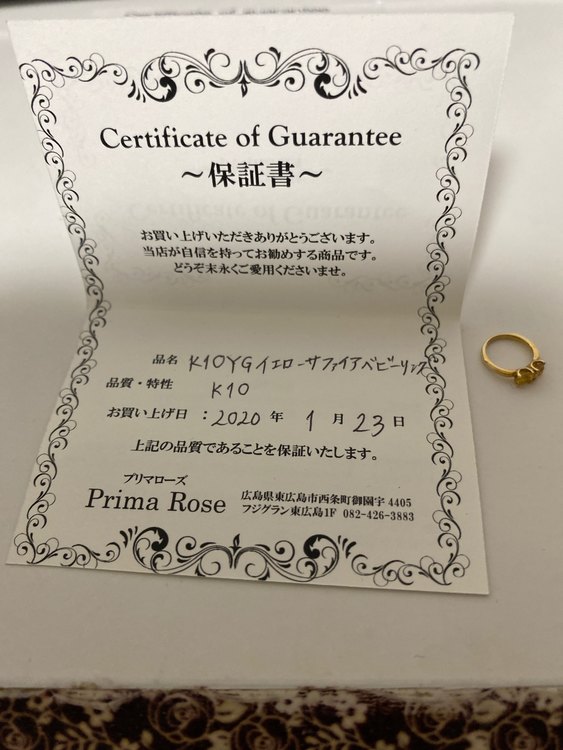 Certificate of Guarantee
～保証書～
お買い上げいただきありがとうございます。
当店が自信を持ってお勧めする商品です。
どうぞ末永くご愛用くださいませ。
品名 K10YGイエローサファイアベビーリング
品質・特性 K10
お買い上げ日：2020年1月23日
上記の品質であることを保証いたします。
プリマローズ
Prima Rose
広島県東広島市西条町御薗宇 4405
フジグラン東広島1F 082-426-3883